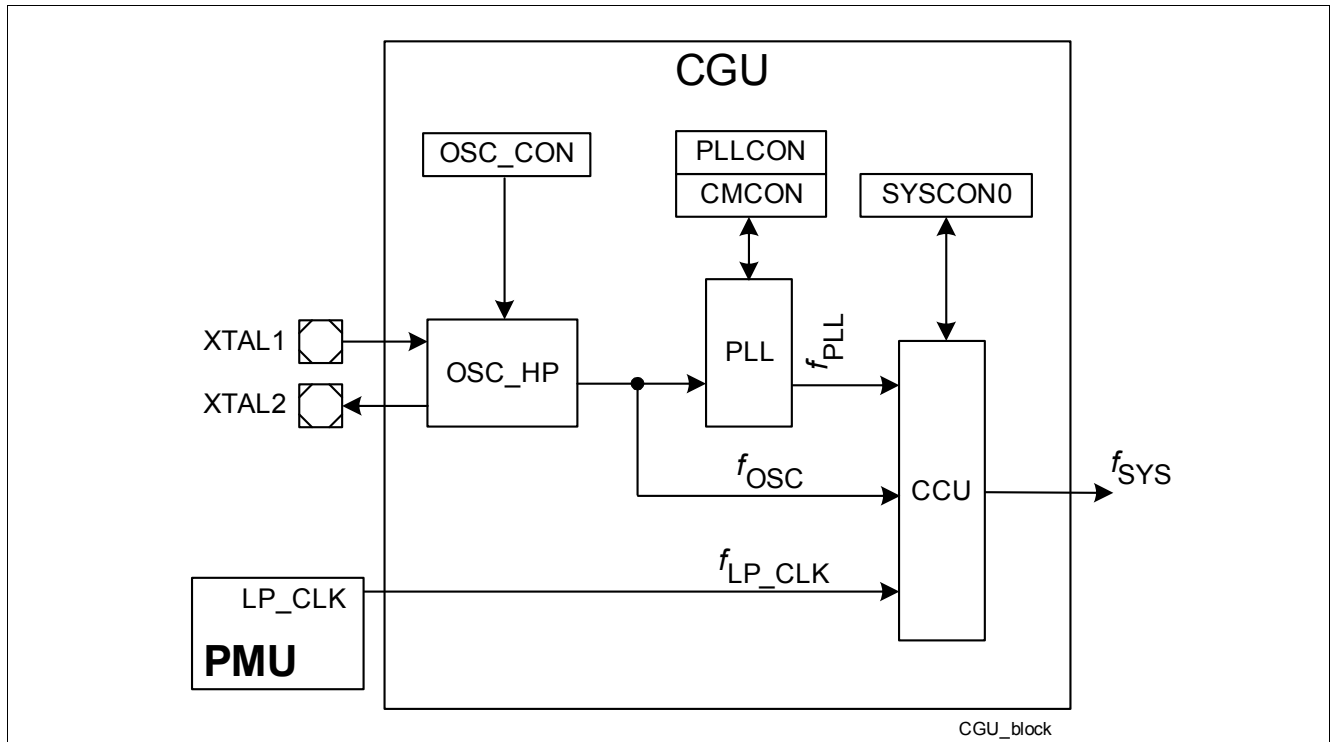 CGU
OSC_CON
PLLCON
CMCON
SYSCON0
XTAL1
XTAL2
OSC_HP
PLL
fPLL
fOSC
CCU
fSYS
fLP_CLK
LP_CLK
PMU
CGU_block